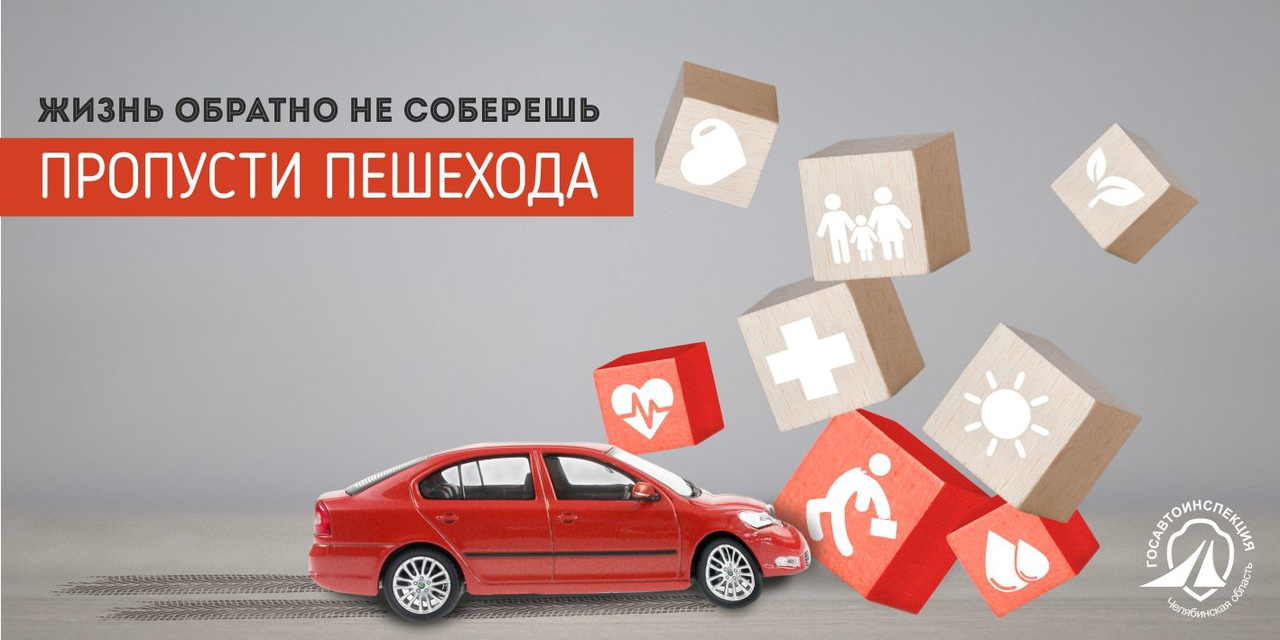 ЖИЗНЬ ОБРАТНО НЕ СОБЕРЕШЬ
ПРОПУСТИ ПЕШЕХОДА
ГОСАВТОИНСПЕКЦИЯ
Челябинская область